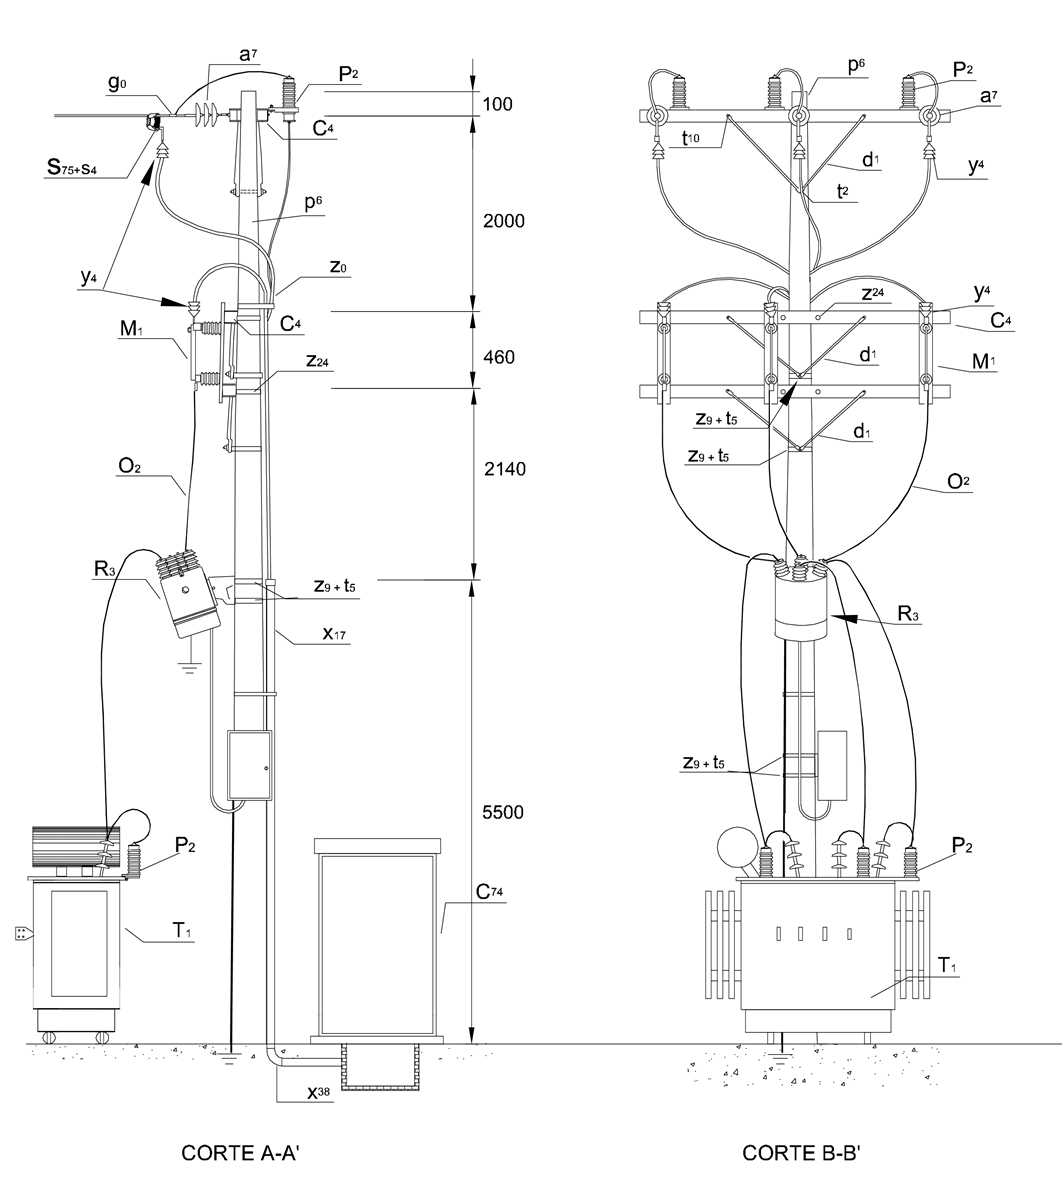 a7
g0
P2
100
C4
S75+S4
p6
2000
y4
z0
M1
C4
460
z24
O2
2140
R3
z9 + t5
x17
5500
P2
C74
T1
x38
CORTE A-A'
p6
P2
a7
t10
d1
y4
t2
z24
y4
C4
d1
M1
z9 + t5
d1
z9 + t5
O2
R3
z9 + t5
P2
T1
CORTE B-B'